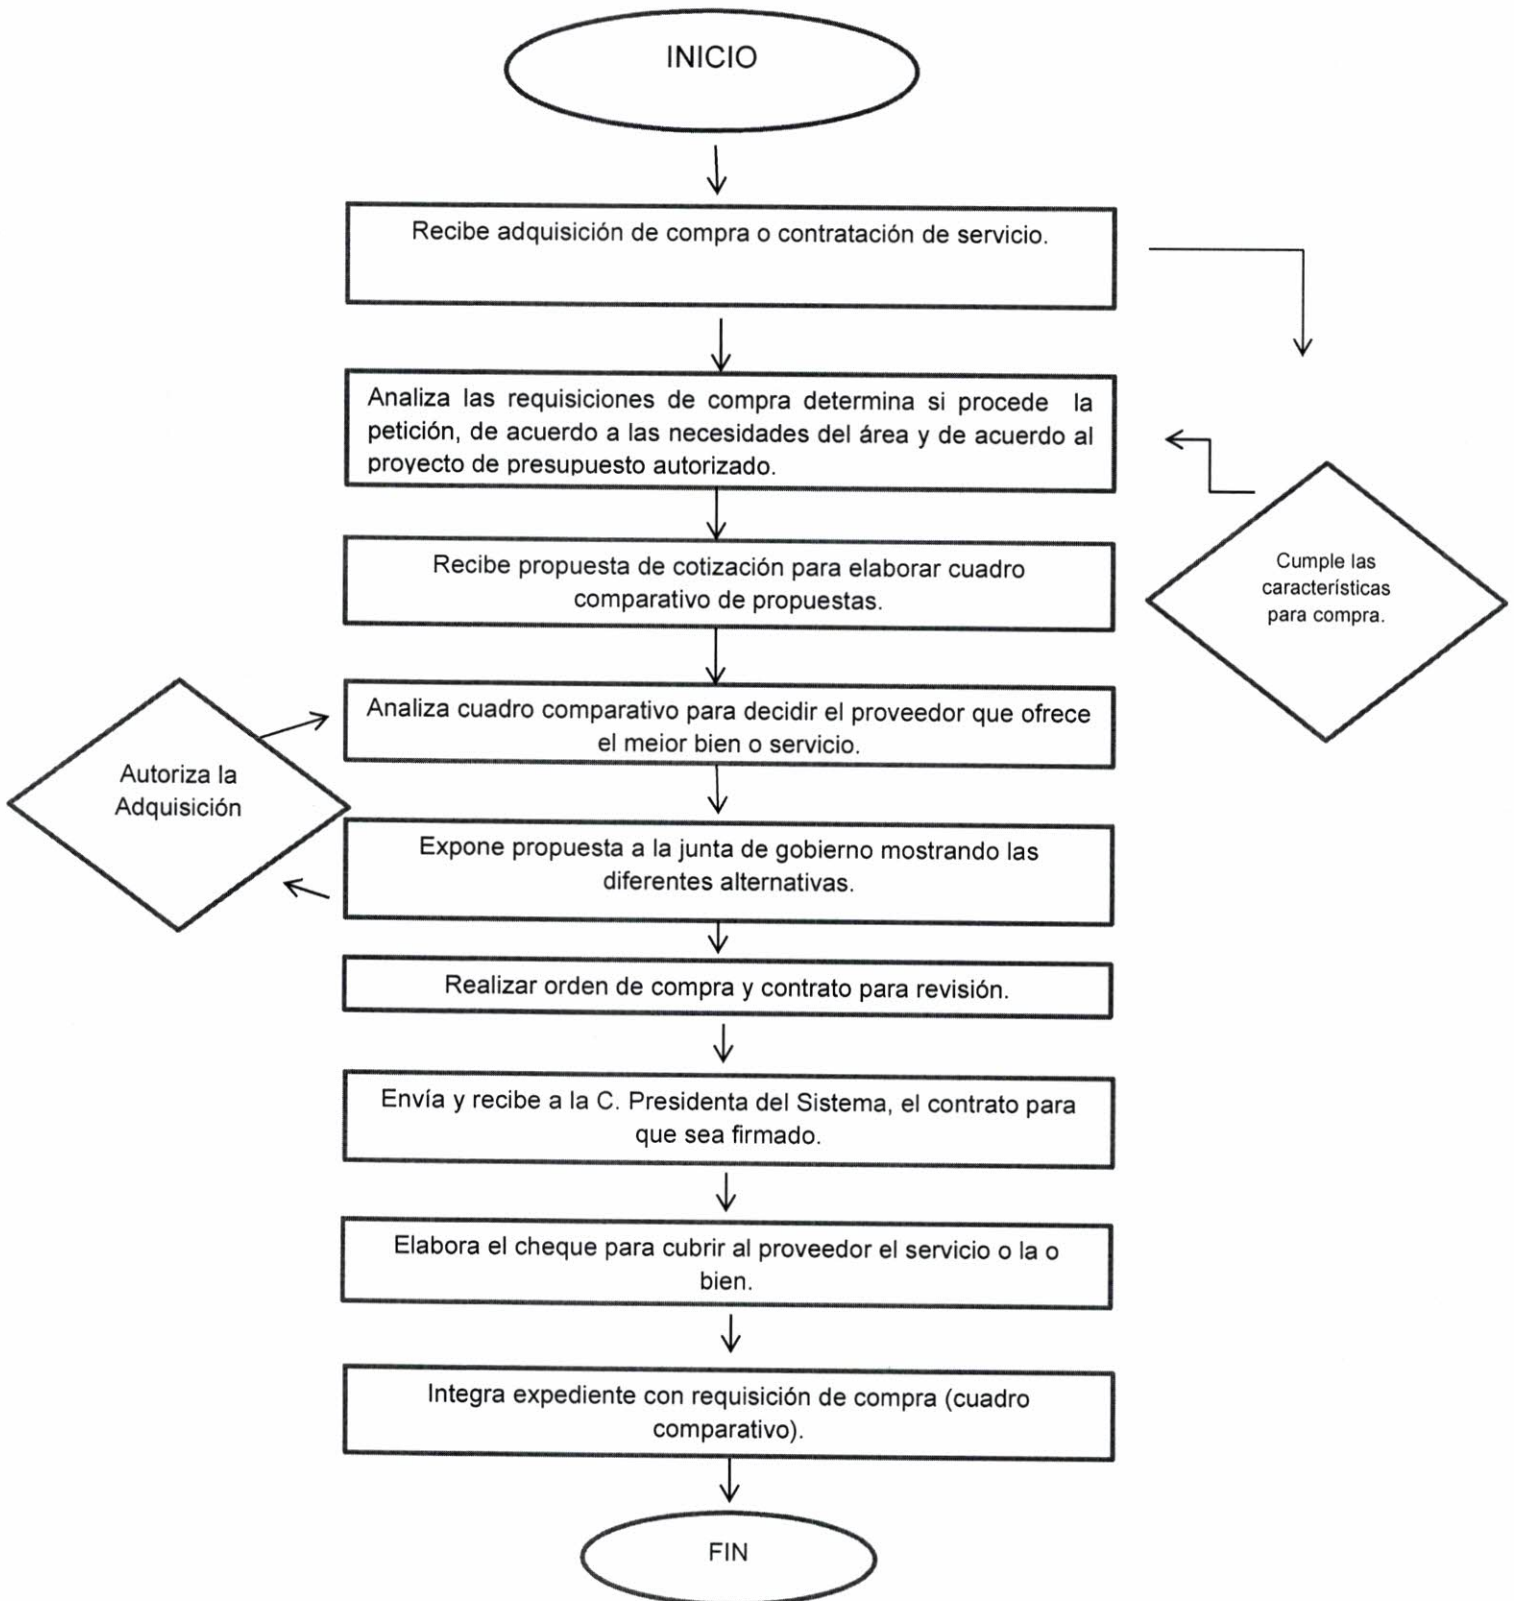 INICIO
Recibe adquisición de compra o contratación de servicio.
Analiza las requisiciones de compra determina si procede la
petición, de acuerdo a las necesidades del área y de acuerdo al
proyecto de presupuesto autorizado.
Recibe propuesta de cotización para elaborar cuadro
comparativo de propuestas.
Cumple las
características
para compra.
Analiza cuadro comparativo para decidir el proveedor que ofrece
el mejor bien o servicio.
Autoriza la
Adquisición
Expone propuesta a la junta de gobierno mostrando las
diferentes alternativas.
Realizar orden de compra y contrato para revisión.
Envía y recibe a la C. Presidenta del Sistema, el contrato para
que sea firmado.
Elabora el cheque para cubrir al proveedor el servicio o la o
bien.
Integra expediente con requisición de compra (cuadro
comparativo).
FIN